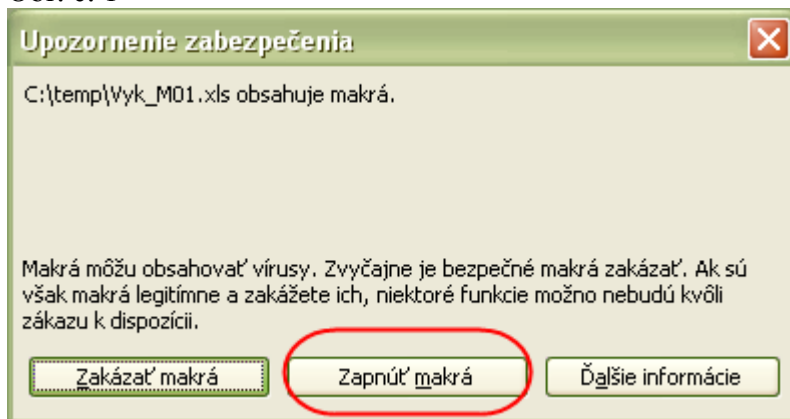 Upozornenie zabezpečenia
C:\temp\Vyk_M01.xls obsahuje makrá.
Makrá môžu obsahovať vírusy. Zvyčajne je bezpečné makrá zakázať. Ak sú
však makrá legitímne a zakážete ich, niektoré funkcie možno nebudú kvôli
zákazu k dispozícii.
Zakázať makrá Zapnúť makrá Ďalšie informácie